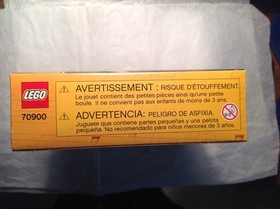 LEGO
70900
AVERTISSEMENT : RISQUE D'ÉTOUFFEMENT.
Le jouet contient des petites pièces ainsi qu'une petite
boule. Il ne convient pas aux enfants de moins de 3 ans.
ADVERTENCIA: PELIGRO DE ASFIXIA.
Juguete que contiene partes pequeñas y una pelota
pequeña. No recomendado para niños menores de 3 años.